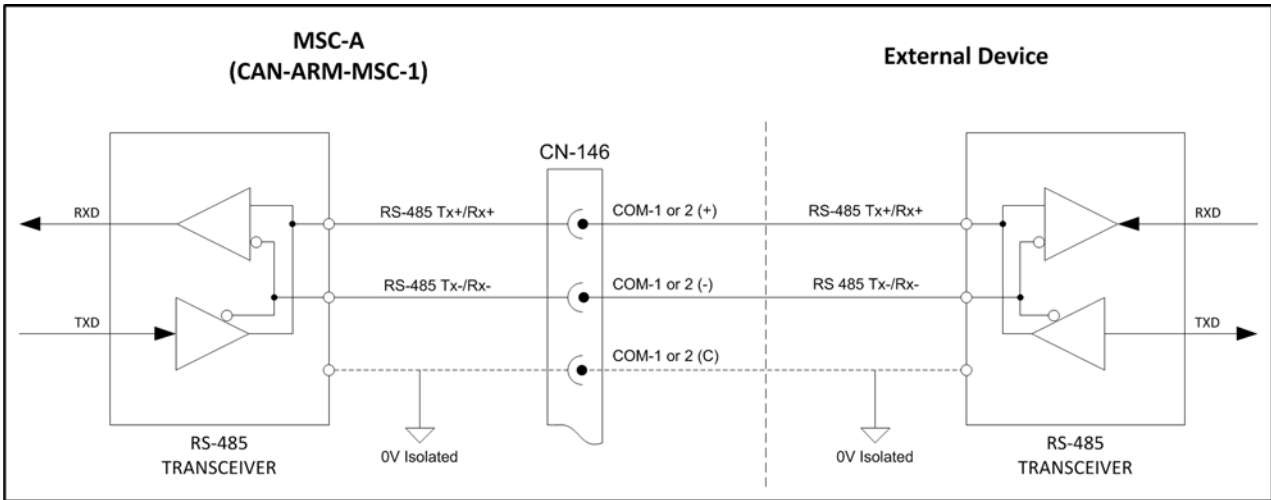 MSC-A
(CAN-ARM-MSC-1)
External Device
CN-146
RXD
RS-485 Tx+/Rx+
COM-1 or 2 (+)
RS-485 Tx+/Rx+
RXD
RS-485 Tx-/Rx-
COM-1 or 2 (-)
RS 485 Tx-/Rx-
TXD
TXD
COM-1 or 2 (C)
RS-485
TRANSCEIVER
0V Isolated
0V Isolated
RS-485
TRANSCEIVER